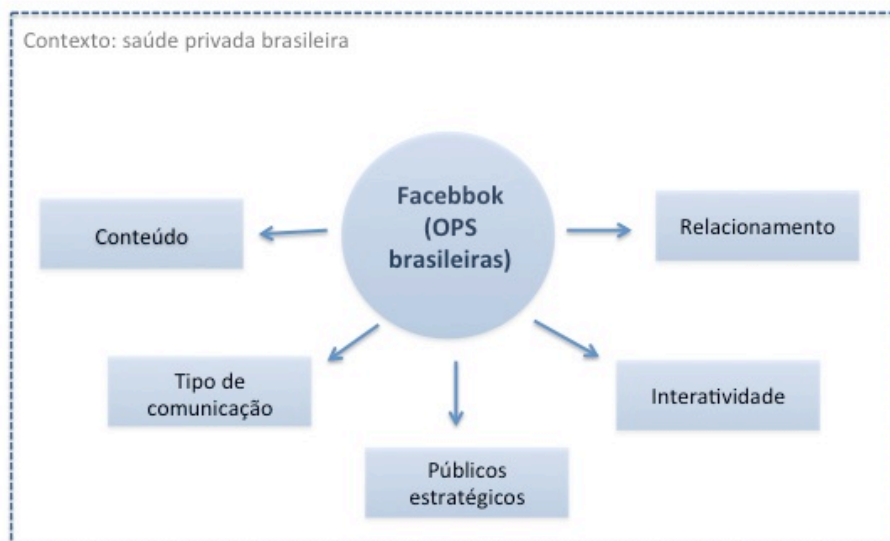 Contexto: saúde privada brasileira
Facebbok
(OPS
brasileiras)
Conteúdo
Relacionamento
Tipo de
comunicação
Interatividade
Públicos
estratégicos